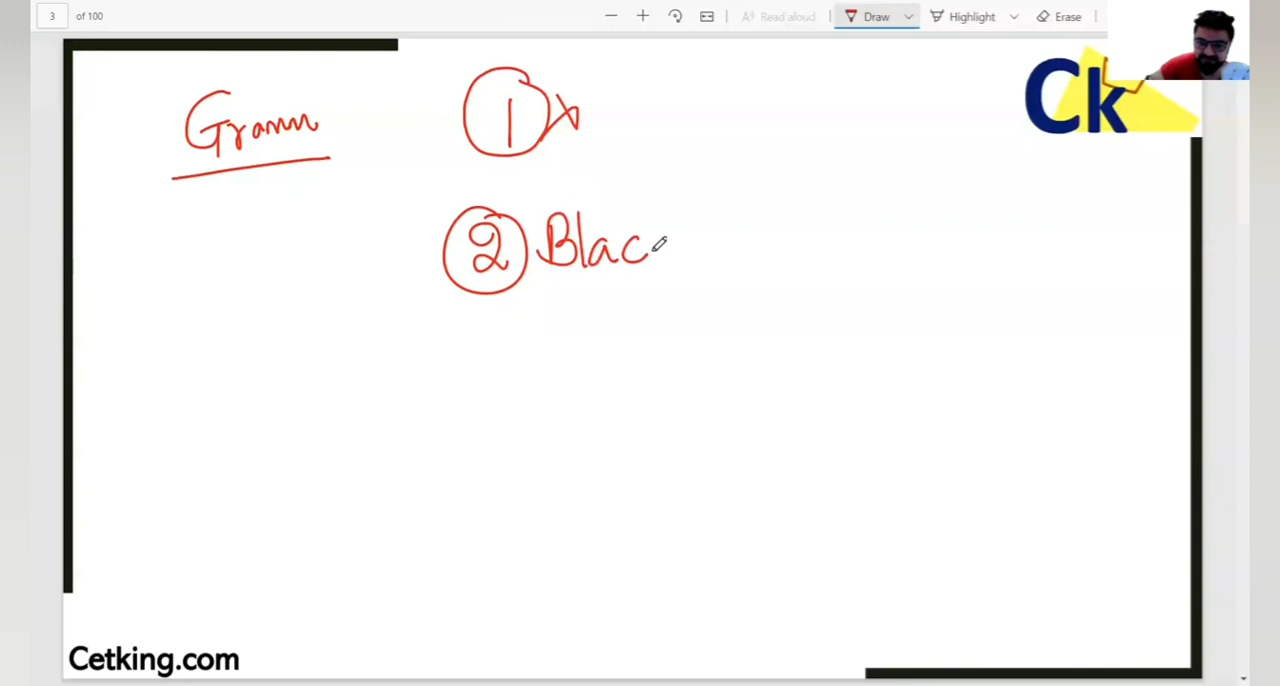 3 of 100 Read aloud Draw Highlight Erase
Ck
Gramm 1 x
2 Blac
Cetking.com